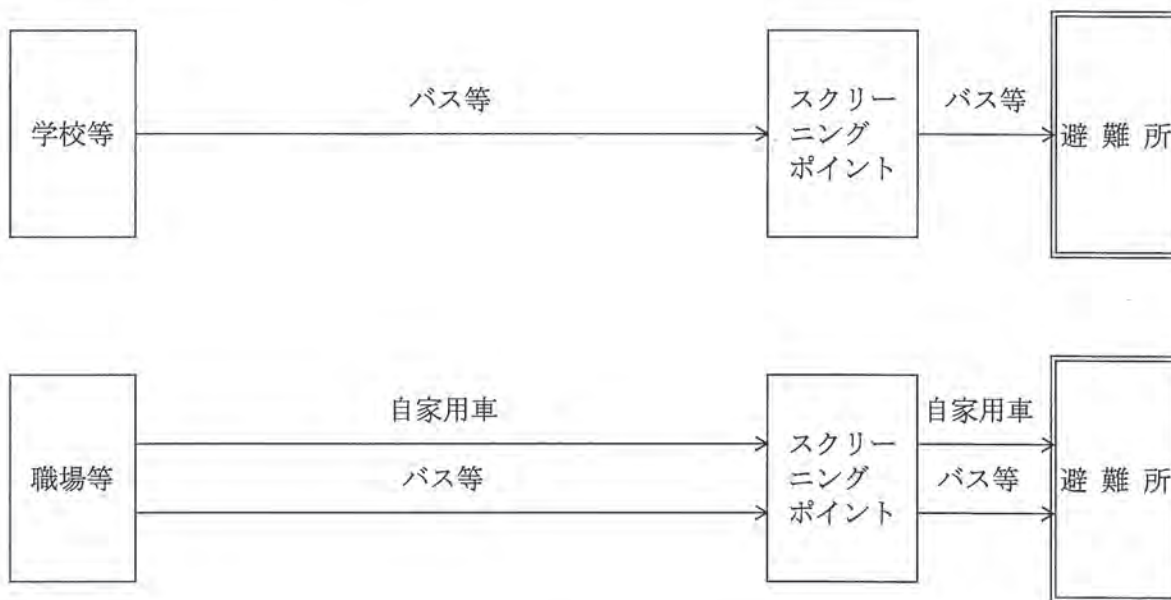 バス等
スクリー
バス等
学校等
ニング
避難所
ポイント
自家用車
自家用車
スクリー
職場等
バス等
ニング
バス等
避難所
ポイント